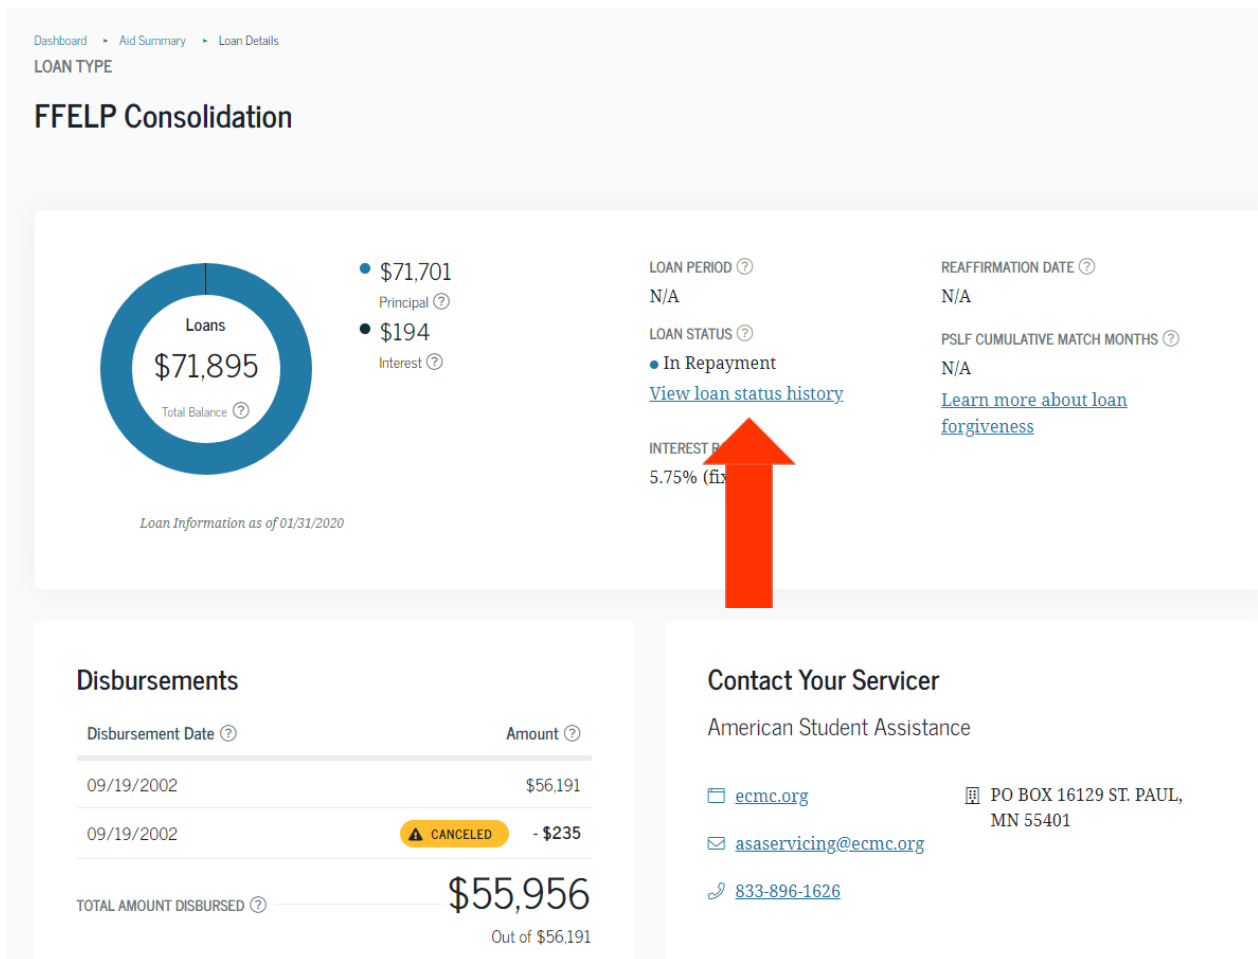 Dashboard ▸ Aid Summary ▸ Loan Details
LOAN TYPE
FFELP Consolidation
Loans
$71,895
Total Balance ?
Loan Information as of 01/31/2020
$71,701
Principal ?
$194
Interest ?
LOAN PERIOD ?
N/A
LOAN STATUS ?
In Repayment
View loan status history
INTEREST
5.75%
REAFFIRMATION DATE ?
N/A
PSLF CUMULATIVE MATCH MONTHS ?
N/A
Learn more about loan
forgiveness
Disbursements
Disbursement Date ? Amount ?
09/19/2002 $56,191
09/19/2002 CANCELED - $235
TOTAL AMOUNT DISBURSED ? $55,956
Out of $56,191
Contact Your Servicer
American Student Assistance
ecmc.org
asaservicing@ecmc.org
833-896-1626
PO BOX 16129 ST. PAUL,
MN 55401